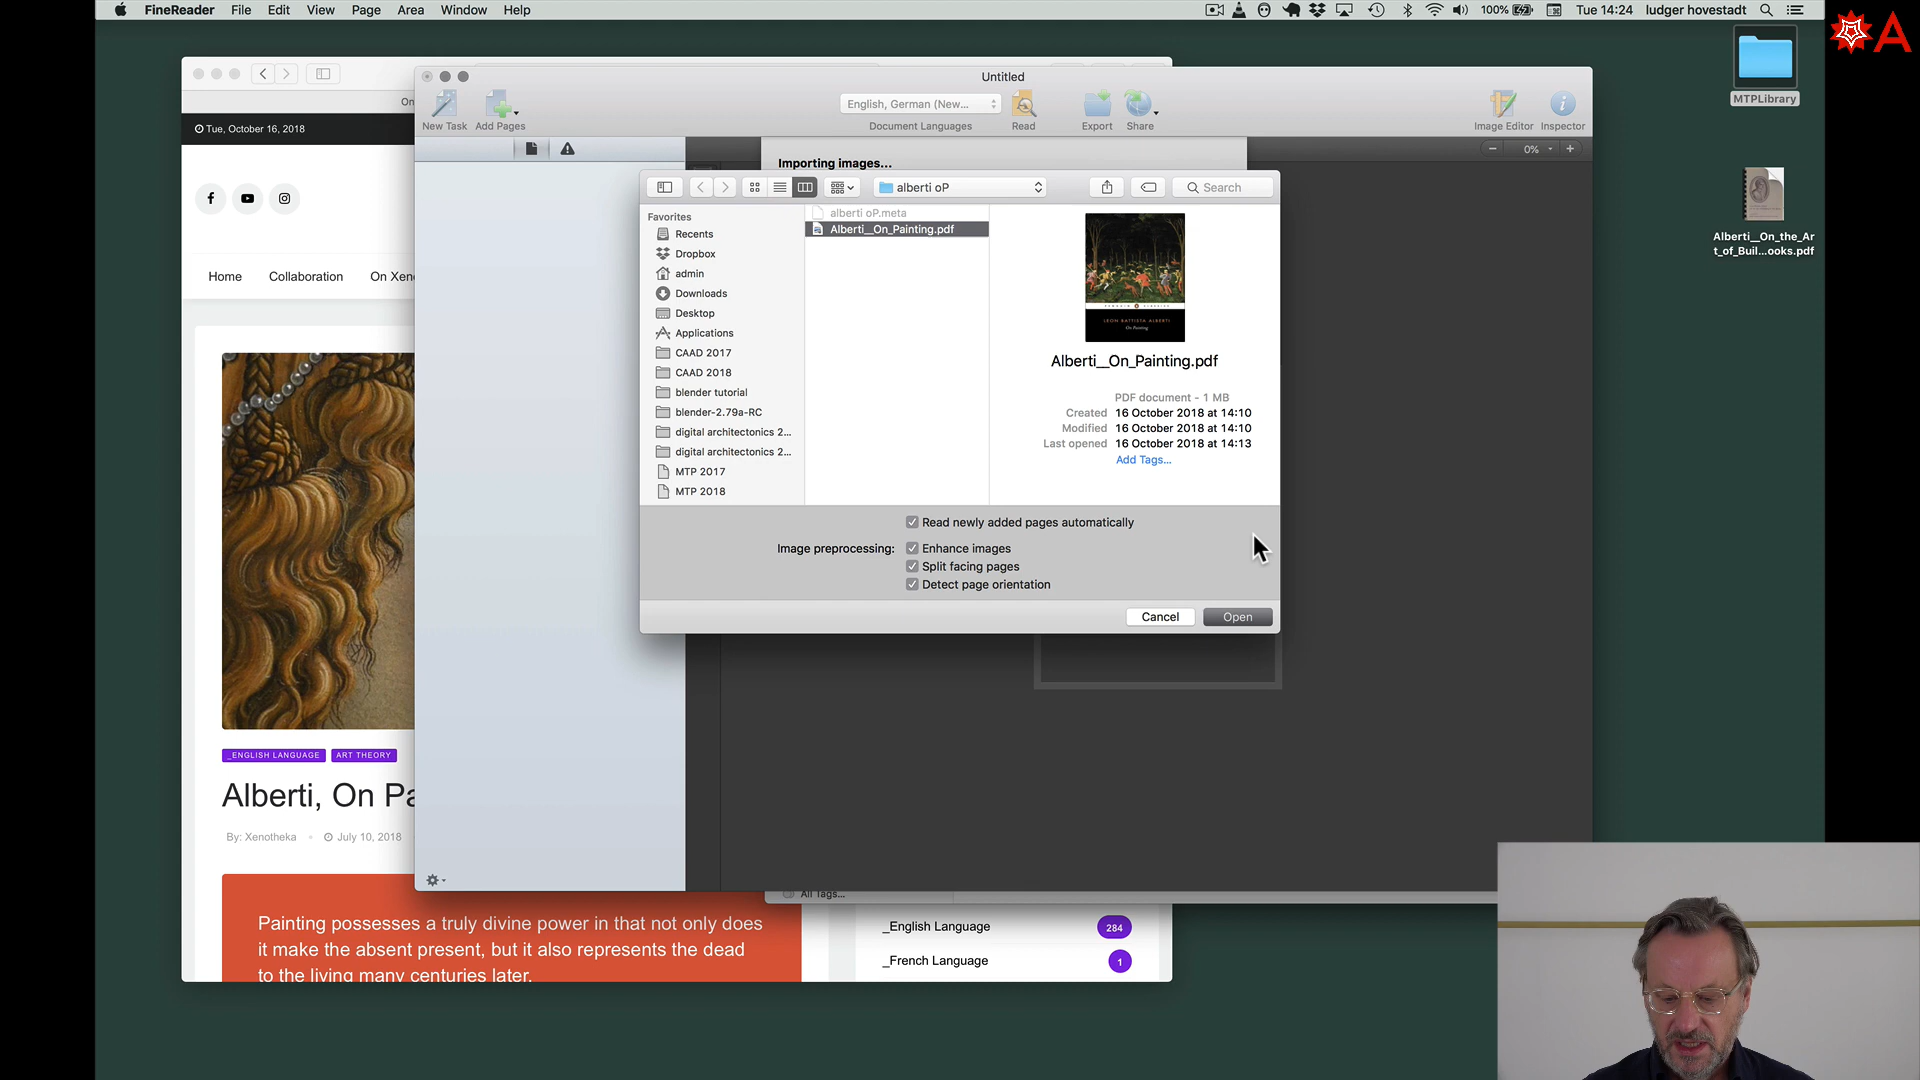 FineReader File Edit View Page Area Window Help
100% Tue 14:24 ludger hovestadt
A
MTPLibrary
Alberti__On_the_Ar
t_of_Buil...ooks.pdf
Untitled
New Task Add Pages
English, German (New...
Document Languages
Read Export Share
Image Editor Inspector
0%
Importing images...
alberti oP
Search
Favorites
Recents
Dropbox
admin
Downloads
Desktop
Applications
CAAD 2017
CAAD 2018
blender tutorial
blender-2.79a-RC
digital architectonics 2...
digital architectonics 2...
MTP 2017
MTP 2018
alberti oP.meta
Alberti__On_Painting.pdf
LEON BATTISTA ALBERTI
On Painting
Alberti__On_Painting.pdf
PDF document - 1 MB
Created 16 October 2018 at 14:10
Modified 16 October 2018 at 14:10
Last opened 16 October 2018 at 14:13
Add Tags...
Read newly added pages automatically
Image preprocessing: Enhance images
Split facing pages
Detect page orientation
Cancel Open
On
Tue, October 16, 2018
Home Collaboration On Xeno
_ENGLISH LANGUAGE ART THEORY
Alberti, On Pa
By: Xenotheka July 10, 2018
Painting possesses a truly divine power in that not only does
it make the absent present, but it also represents the dead
to the living many centuries later.
All Tags...
_English Language 284
_French Language 1